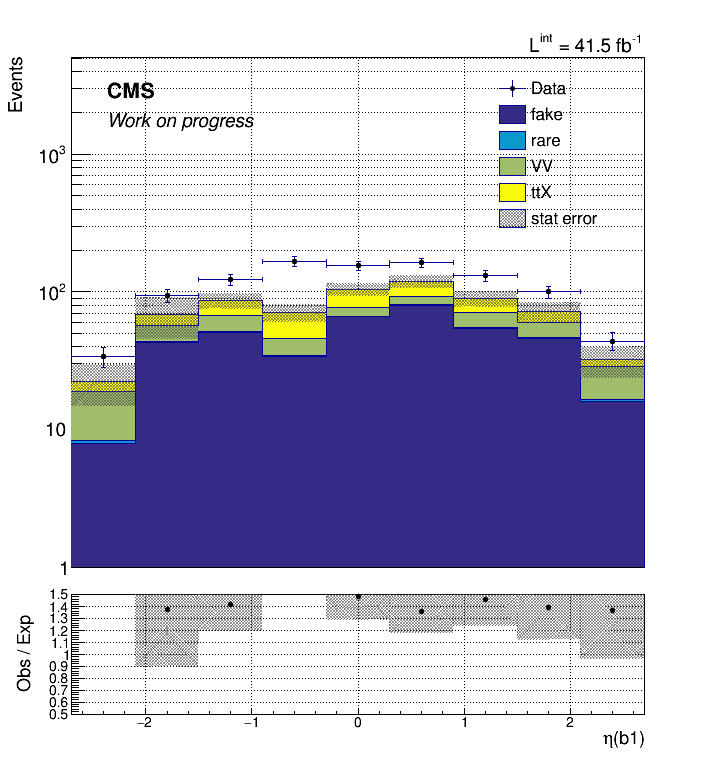 L^int = 41.5 fb^-1
Events
CMS
Work on progress
Data
fake
rare
VV
ttX
stat error
10^3
10^2
10
1
Obs / Exp
1.5
1.4
1.3
1.2
1.1
1
0.9
0.8
0.7
0.6
0.5
−2
−1
0
1
2
η(b1)